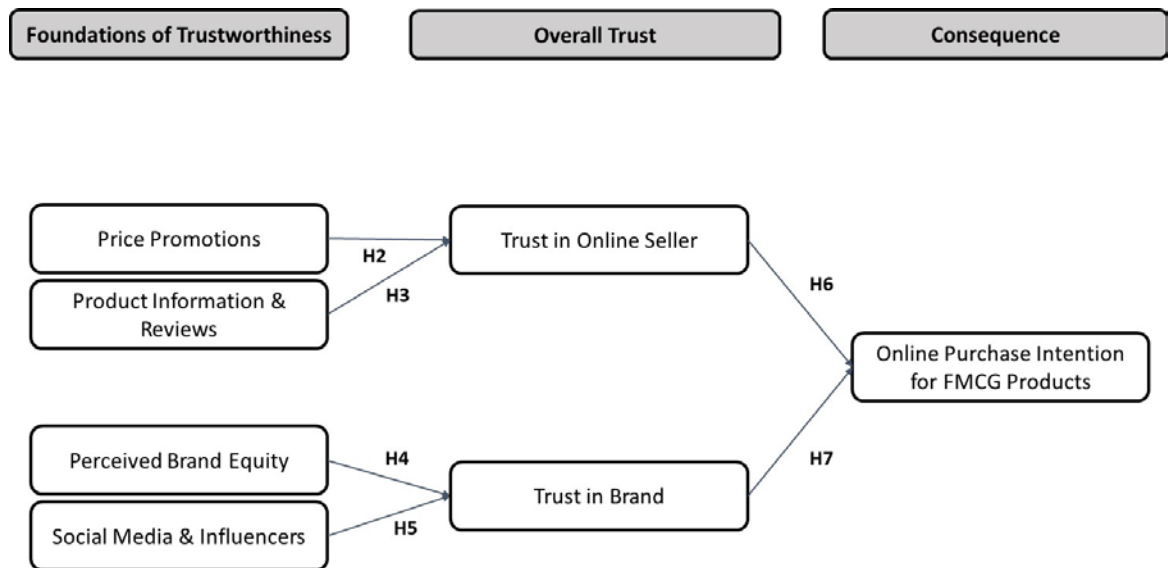 Foundations of Trustworthiness
Overall Trust
Consequence
Price Promotions
H2
Product Information &
Reviews
H3
Trust in Online Seller
H6
Online Purchase Intention
for FMCG Products
Perceived Brand Equity
H4
Social Media & Influencers
H5
Trust in Brand
H7